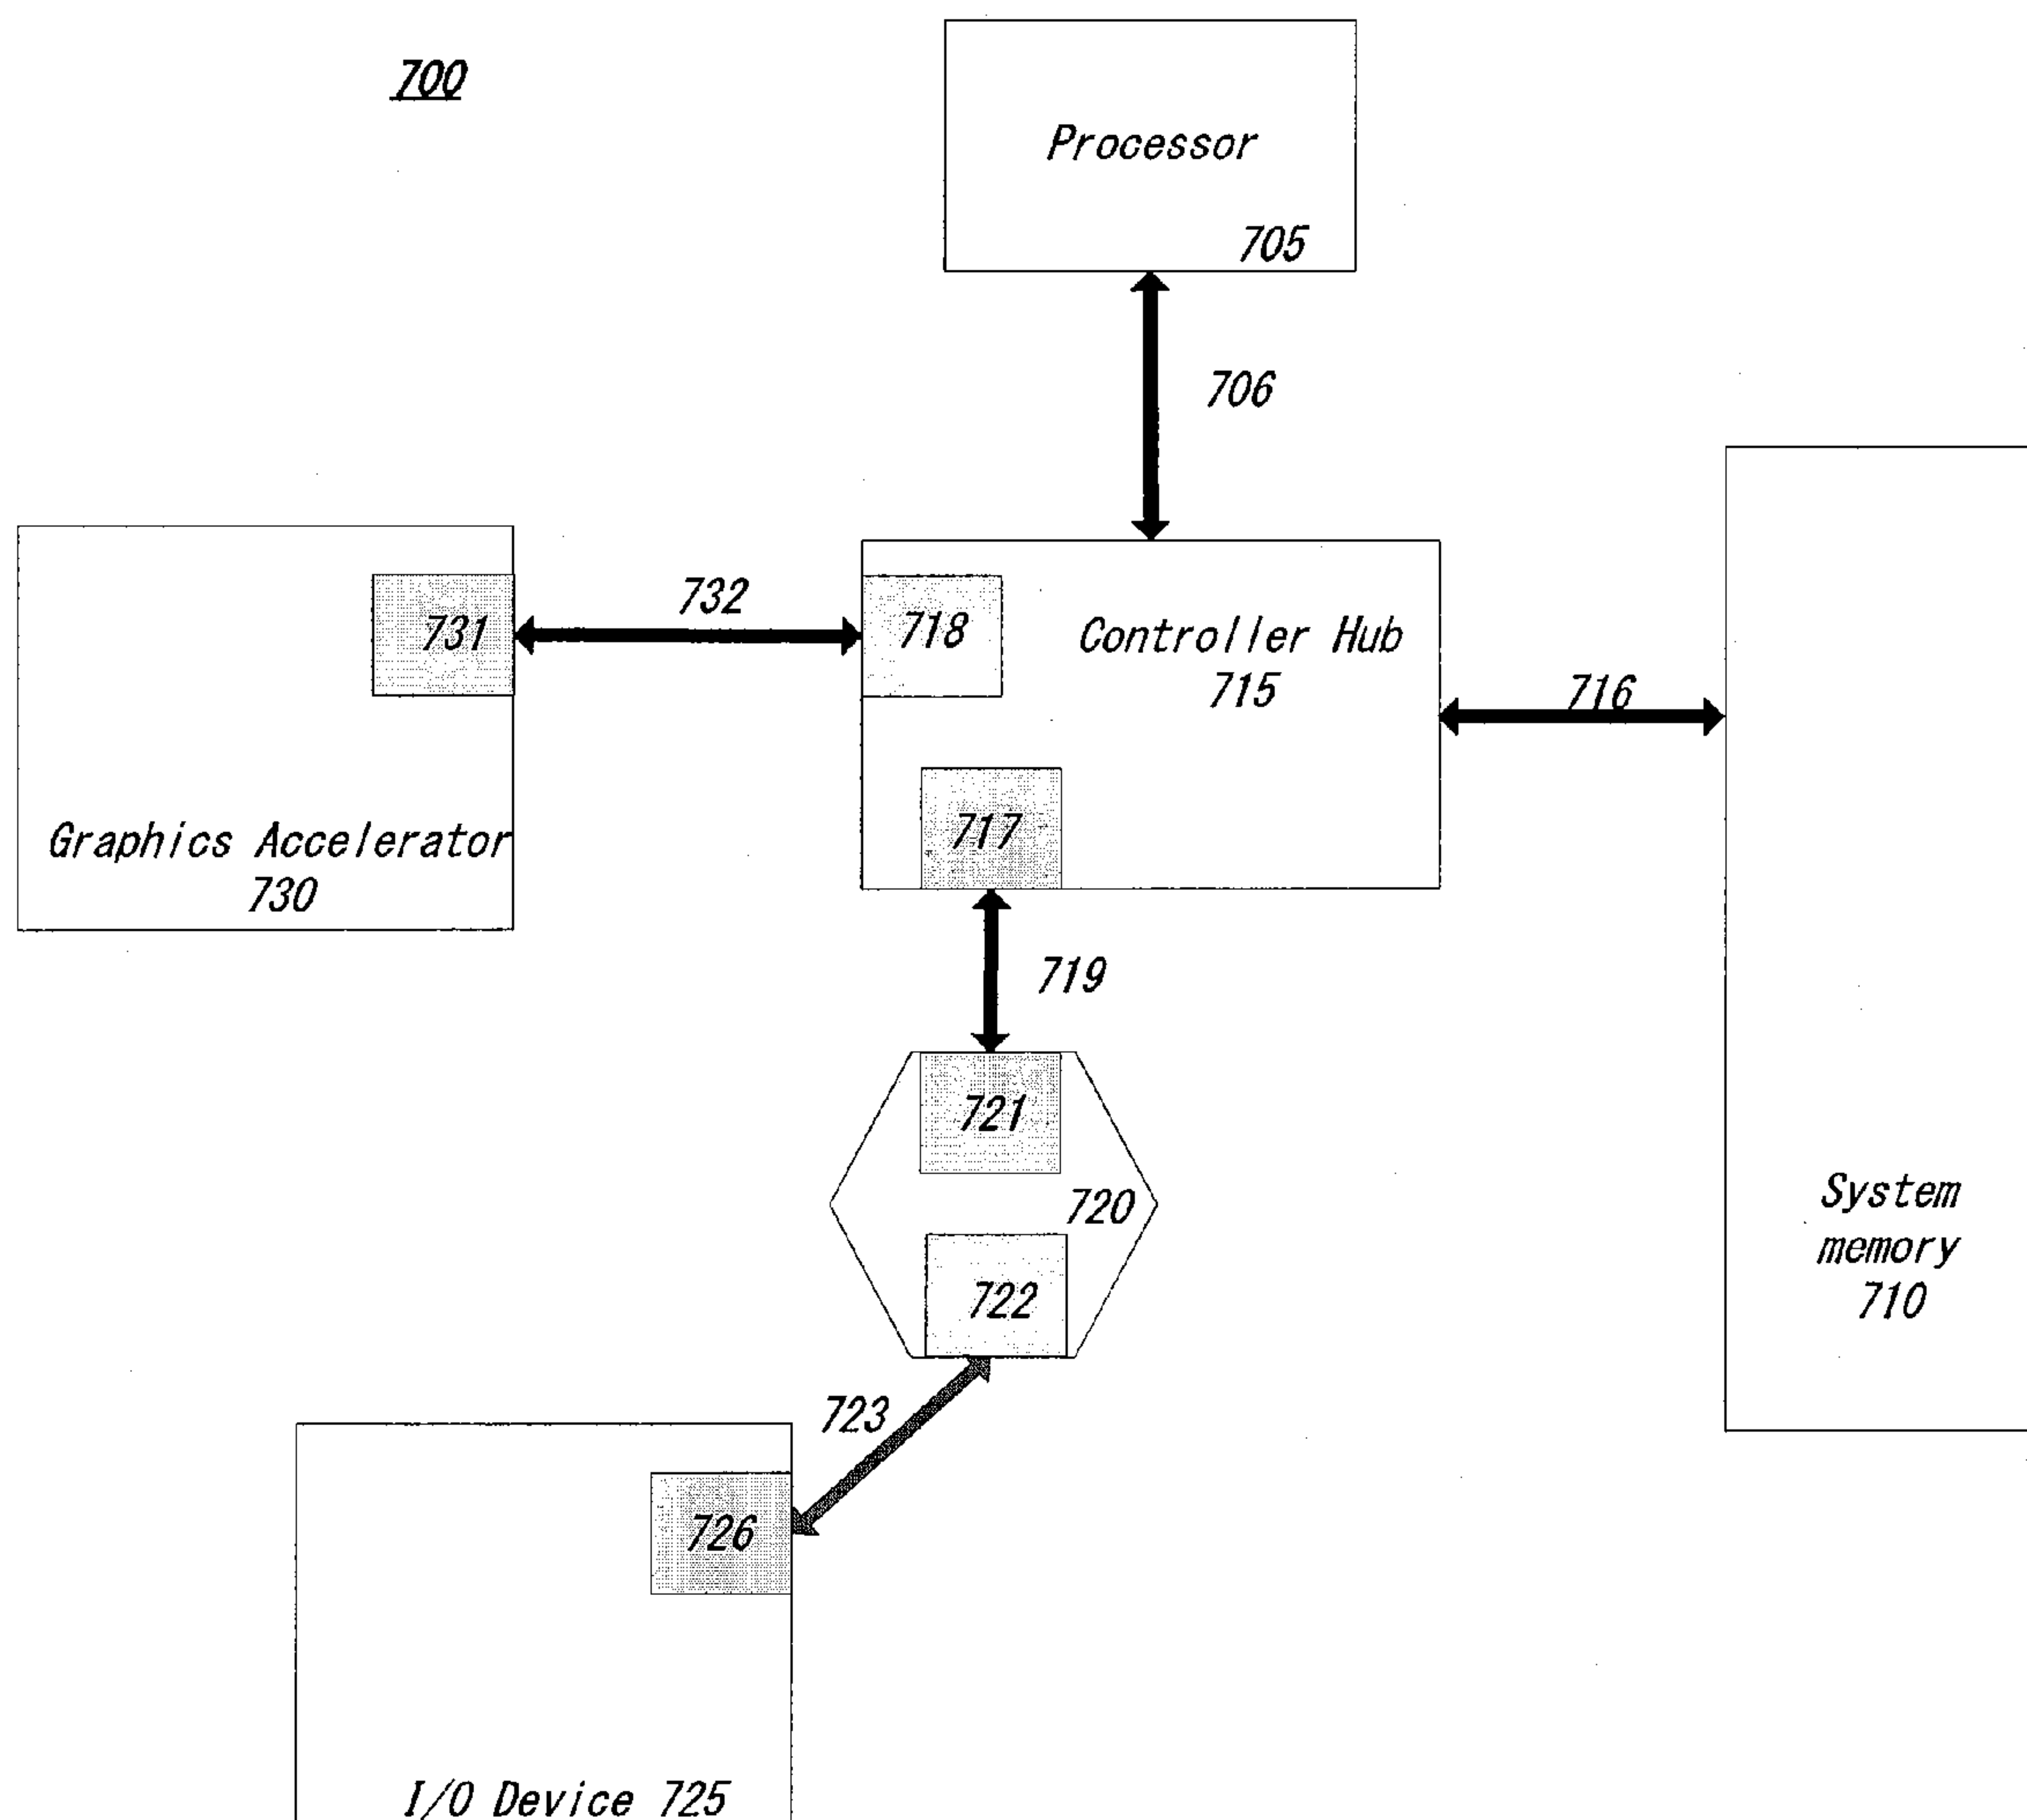 700
Processor
705
706
731
732
718
Controller Hub
715
716
717
Graphics Accelerator
730
719
721
720
722
System
memory
710
723
726
I/O Device 725